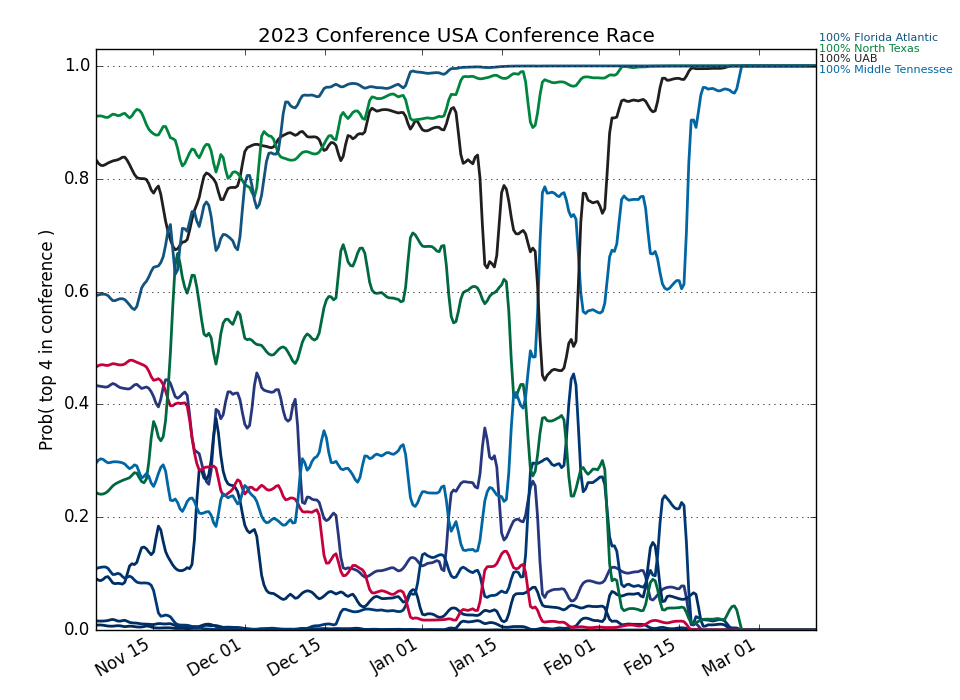 2023 Conference USA Conference Race
100% Florida Atlantic
100% North Texas
100% UAB
100% Middle Tennessee
Prob( top 4 in conference )
1.0
0.8
0.6
0.4
0.2
0.0
Nov 15
Dec 01
Dec 15
Jan 01
Jan 15
Feb 01
Feb 15
Mar 01